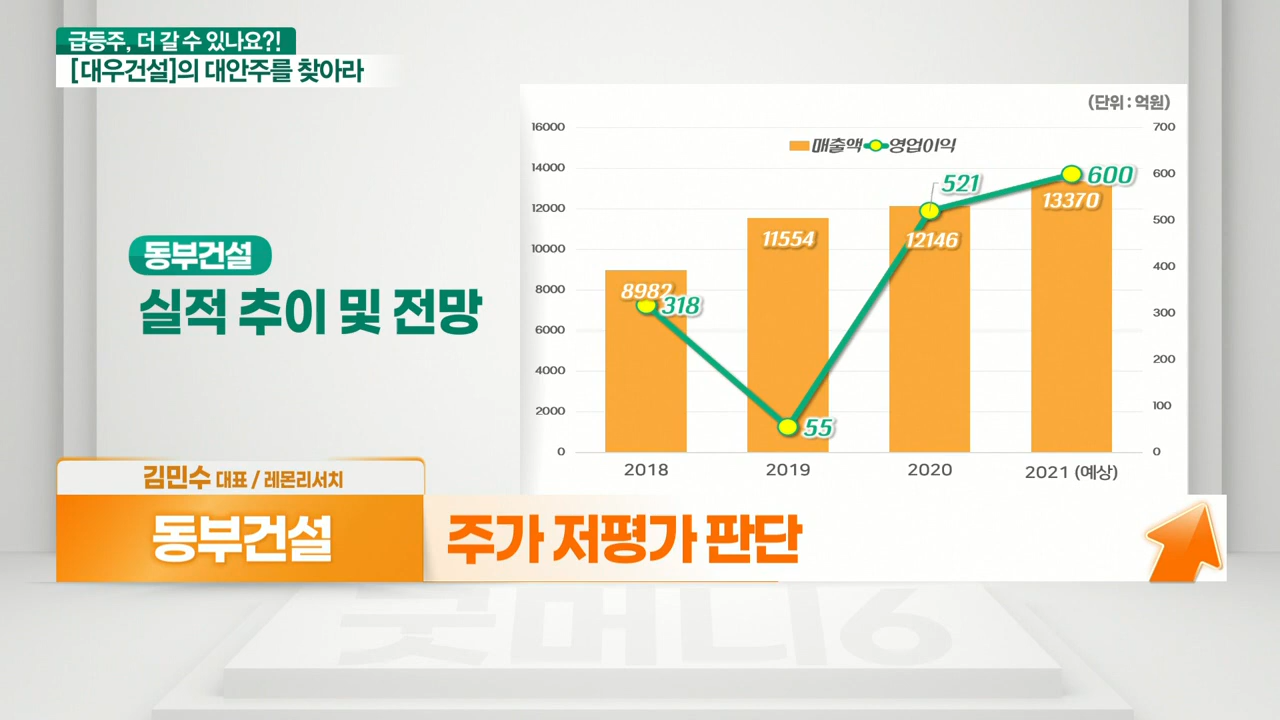 급등주, 더 갈 수 있나요?!
[대우건설]의 대안주를 찾아라
(단위 : 억원)
매출액 영업이익
16000
14000
12000
10000
8000
6000
4000
2000
0
700
600
500
400
300
200
100
0
8982
11554
12146
13370
318
55
521
600
2018 2019 2020 2021 (예상)
동부건설
실적 추이 및 전망
김민수 대표 / 레몬리서치
동부건설
주가 저평가 판단
굿머니6